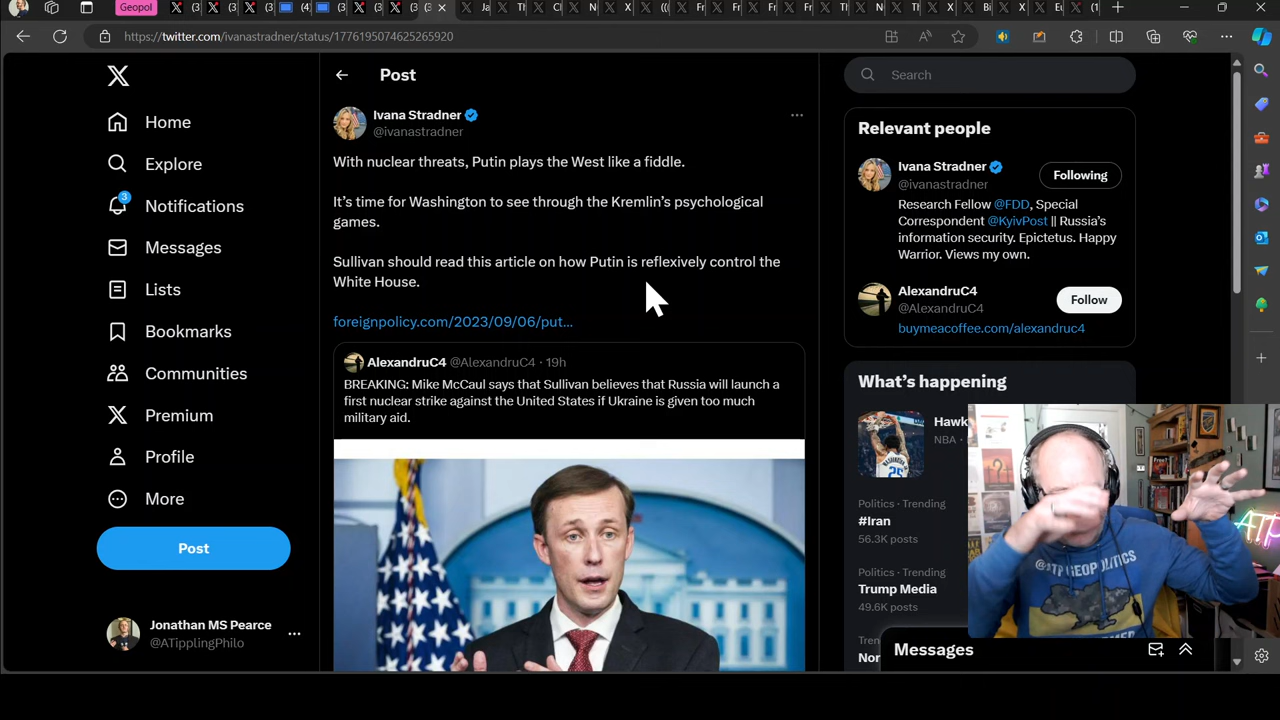 Geopol
https://twitter.com/ivanastradner/status/1776195074625265920
Home
Explore
3
Notifications
Messages
Lists
Bookmarks
Communities
Premium
Profile
More
Post
Jonathan MS Pearce
@ATipplingPhilo
Post
Ivana Stradner
@ivanastradner
With nuclear threats, Putin plays the West like a fiddle.
It's time for Washington to see through the Kremlin's psychological
games.
Sullivan should read this article on how Putin is reflexively control the
White House.
foreignpolicy.com/2023/09/06/put...
AlexandruC4 @AlexandruC4 · 19h
BREAKING: Mike McCaul says that Sullivan believes that Russia will launch a
first nuclear strike against the United States if Ukraine is given too much
military aid.
Search
Relevant people
Ivana Stradner
@ivanastradner
Following
Research Fellow @FDD, Special
Correspondent @KyivPost || Russia's
information security. Epictetus. Happy
Warrior. Views my own.
AlexandruC4
@AlexandruC4
Follow
buymeacoffee.com/alexandruc4
What's happening
Hawk
NBA ·
Politics · Trending
#Iran
56.3K posts
Politics · Trending
Trump Media
49.6K posts
Tren
Nor
@ATP GEOPOLITICS
ATP
Messages